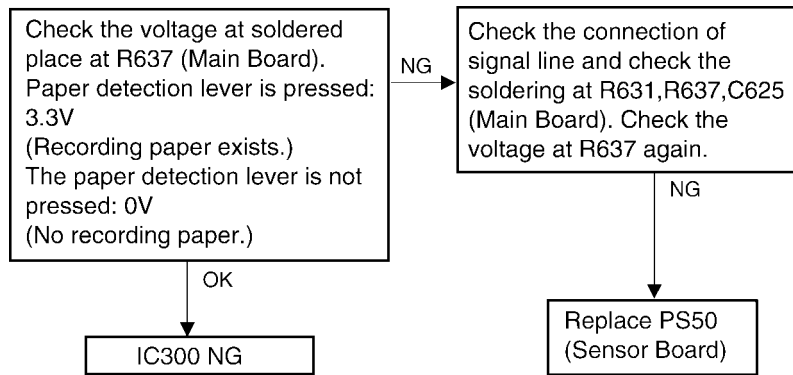 Check the voltage at soldered
place at R637 (Main Board).
Paper detection lever is pressed:
3.3V
(Recording paper exists.)
The paper detection lever is not
pressed: 0V
(No recording paper.)
NG
Check the connection of
signal line and check the
soldering at R631,R637,C625
(Main Board). Check the
voltage at R637 again.
OK
NG
IC300 NG
Replace PS50
(Sensor Board)